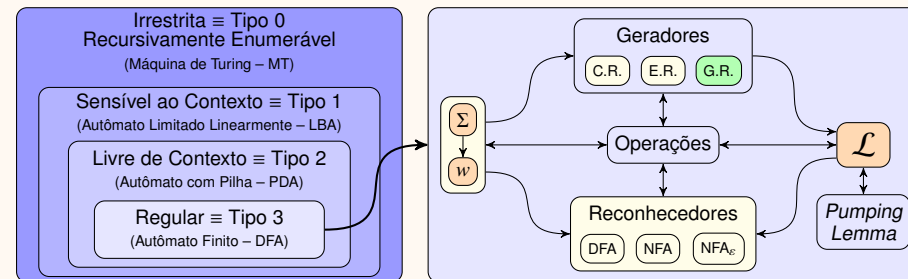 Irrestrita ≡ Tipo 0
Recursivamente Enumerável
(Máquina de Turing – MT)
Sensível ao Contexto ≡ Tipo 1
(Autômato Limitado Linearmente – LBA)
Livre de Contexto ≡ Tipo 2
(Autômato com Pilha – PDA)
Regular ≡ Tipo 3
(Autômato Finito – DFA)
Σ
w
Geradores
C.R. E.R. G.R.
Operações
Reconhecedores
DFA NFA NFAε
ℒ
Pumping
Lemma